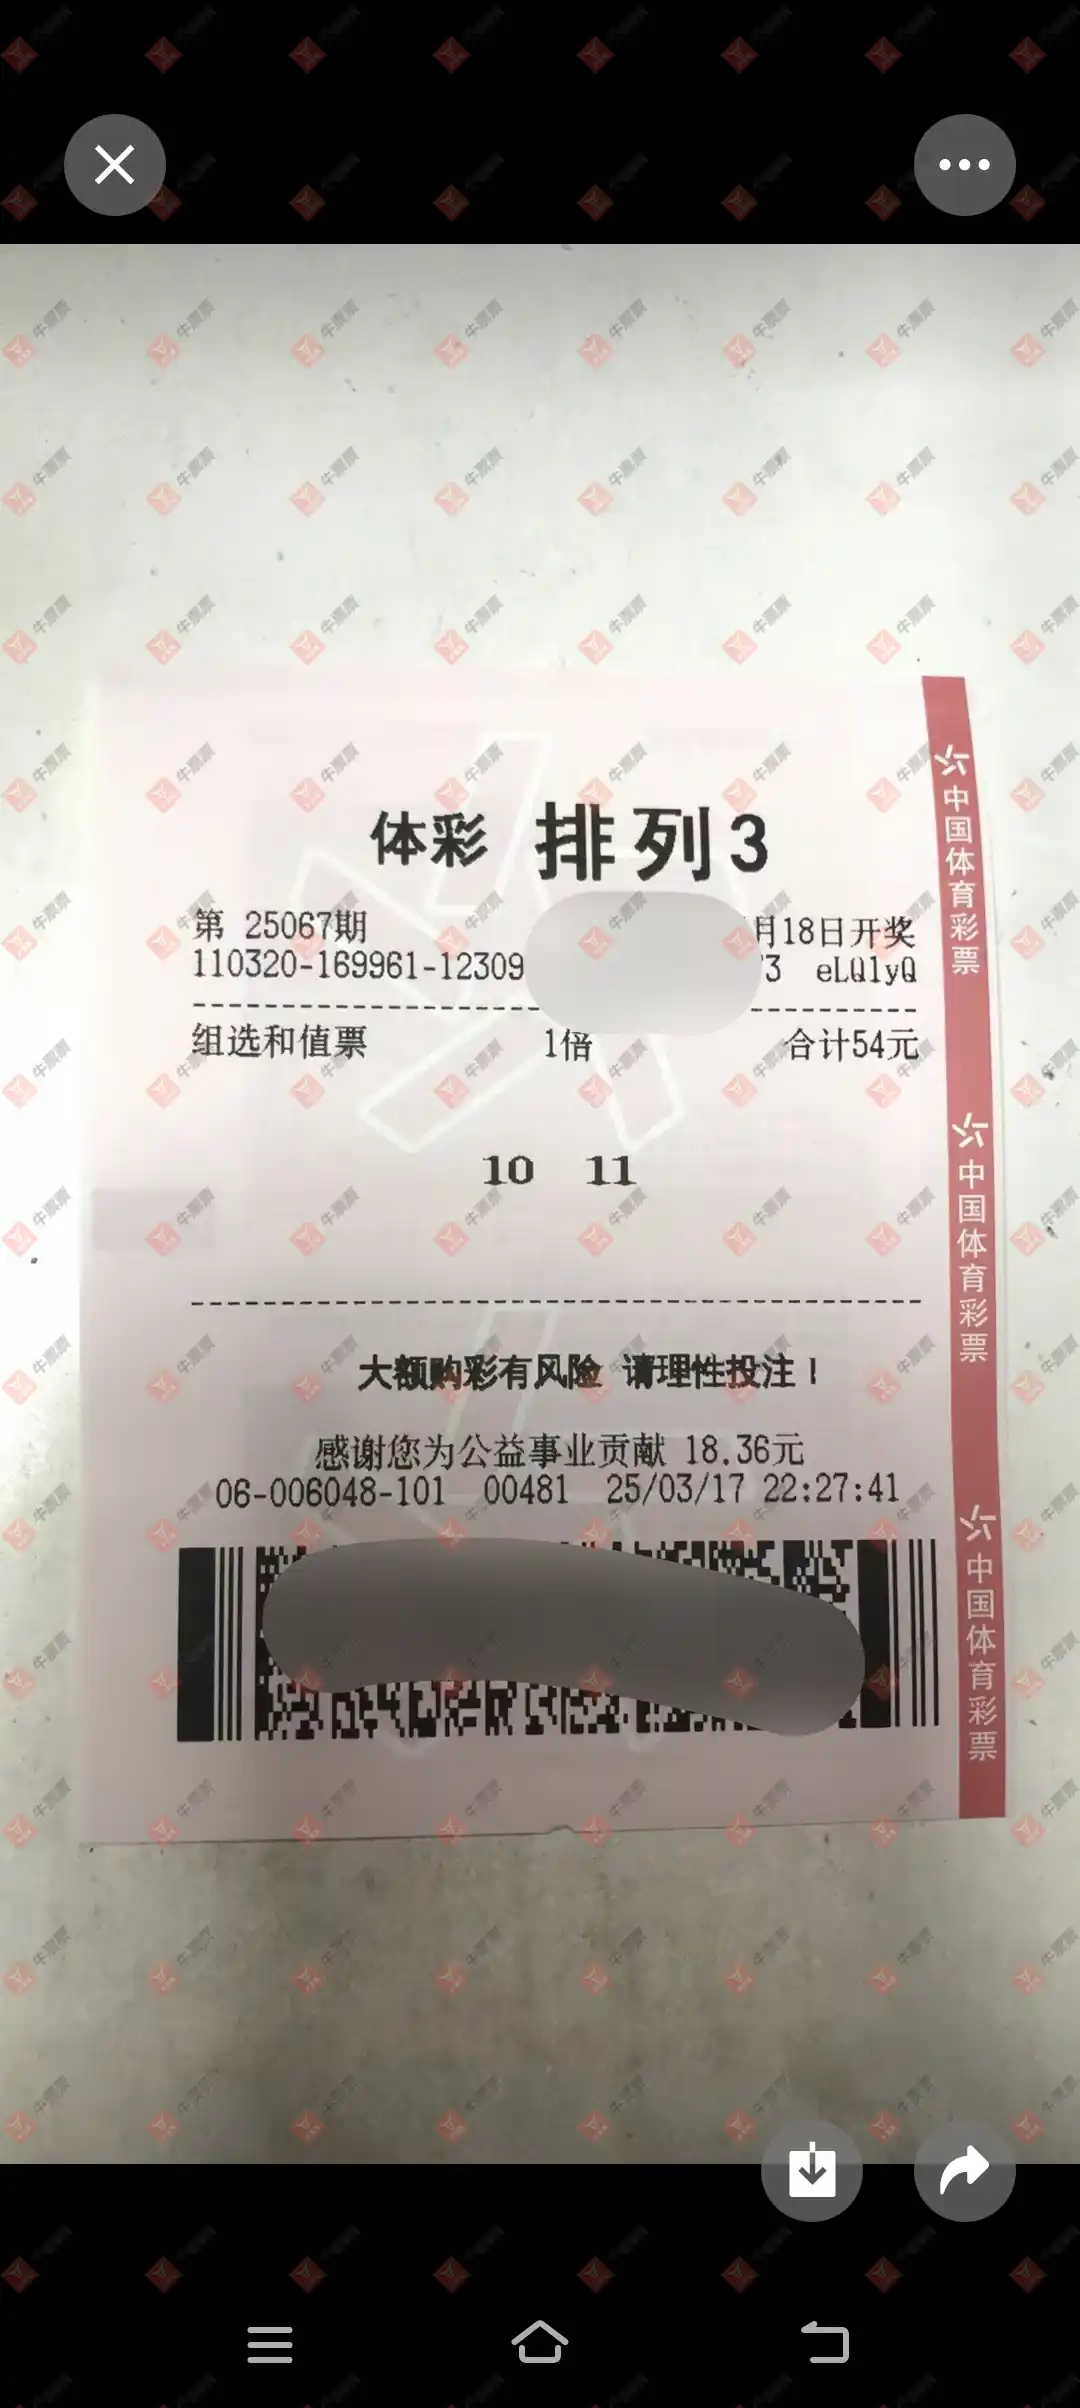 体彩 排列3
第 25067期 月18日开奖
110320-169961-12309 3 eLQlyQ
组选和值票 1倍 合计54元
10 11
大额购彩有风险 请理性投注!
感谢您为公益事业贡献 18.36元
06-006048-101 00481 25/03/17 22:27:41
中国体育彩票
中国体育彩票
中国体育彩票
牛票票